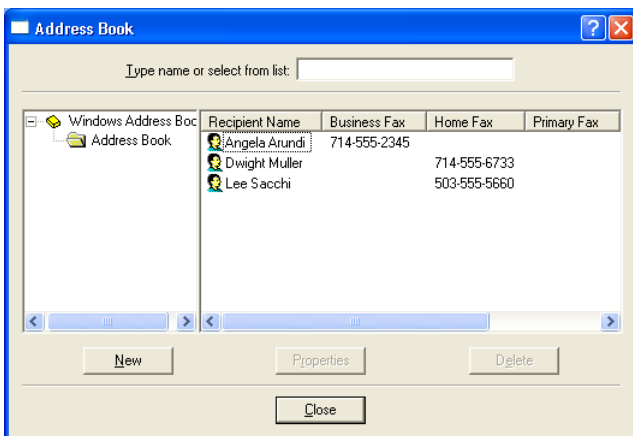 Address Book
Type name or select from list:
Windows Address Boc
Address Book
Recipient Name Business Fax Home Fax Primary Fax
Angela Arundi 714-555-2345
Dwight Muller 714-555-6733
Lee Sacchi 503-555-5660
New Properties Delete
Close